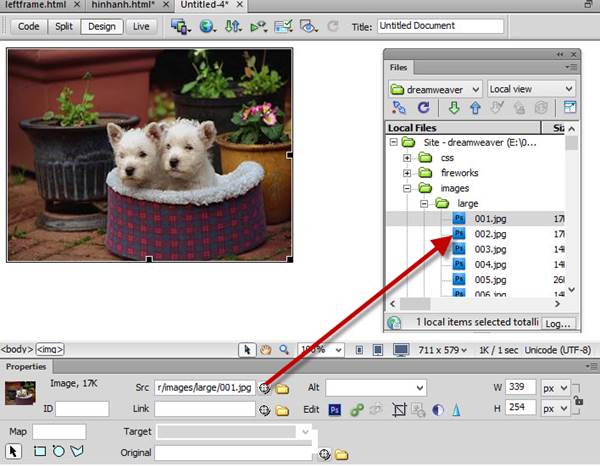 leftframe.html hinhanh.html* Untitled-4*
Code Split Design Live Title: Untitled Document
Files
dreamweaver Local view
Local Files
Site - dreamweaver (E:\0...
css
fireworks
images
large
001.jpg 17
002.jpg 17
003.jpg 14
004.jpg 14
005.jpg 26
006.jpg
1 local items selected totalli Log...
<body> <img> 100% 711 x 579 1K / 1 sec Unicode (UTF-8)
Properties
Image, 17K Src r/images/large/001.jpg Alt W 339 px
ID Link Edit Ps H 254 px
Map Target
Original